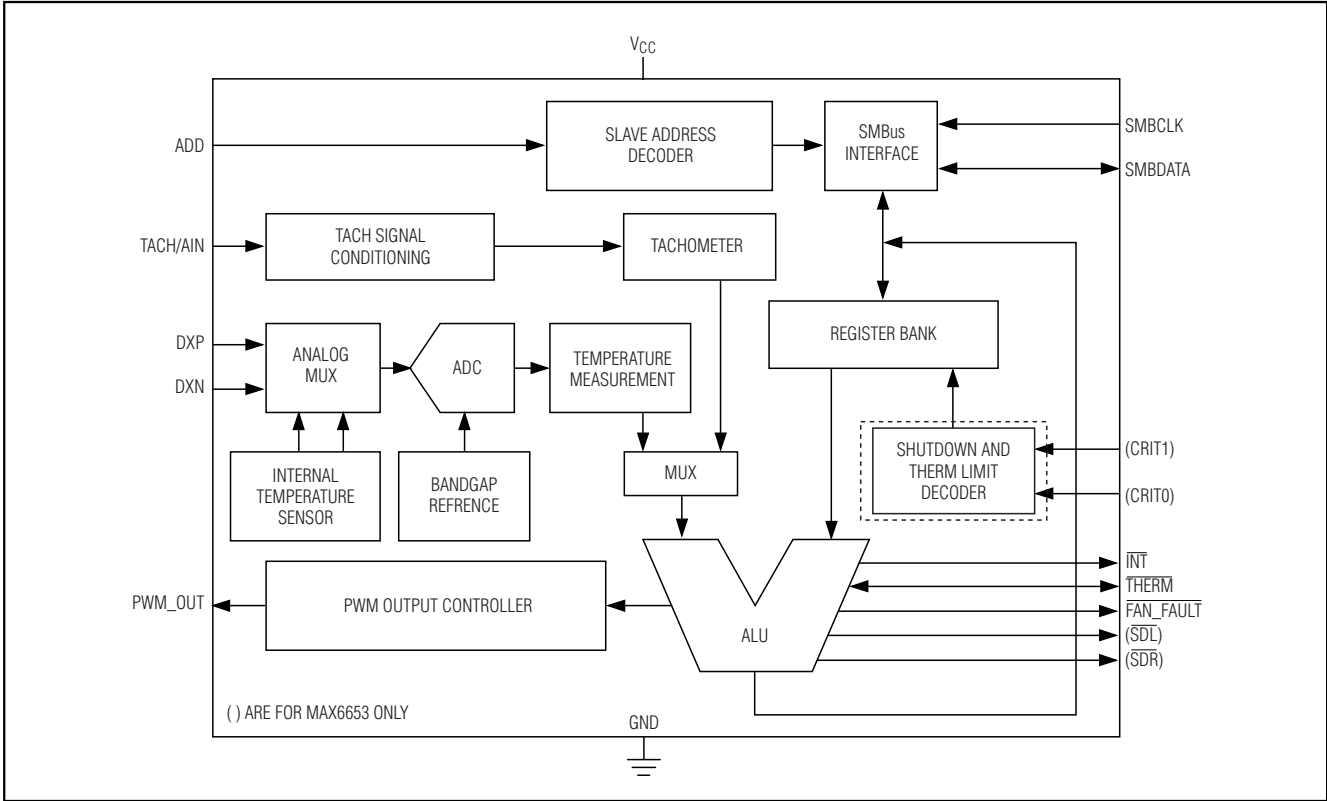 VCC
ADD
SLAVE ADDRESS
DECODER
SMBus
INTERFACE
SMBCLK
SMBDATA
TACH/AIN
TACH SIGNAL
CONDITIONING
TACHOMETER
REGISTER BANK
DXP
DXN
ANALOG
MUX
ADC
TEMPERATURE
MEASUREMENT
INTERNAL
TEMPERATURE
SENSOR
BANDGAP
REFRENCE
MUX
SHUTDOWN AND
THERM LIMIT
DECODER
(CRIT1)
(CRIT0)
PWM_OUT
PWM OUTPUT CONTROLLER
ALU
INT
THERM
FAN_FAULT
(SDL)
(SDR)
( ) ARE FOR MAX6653 ONLY
GND